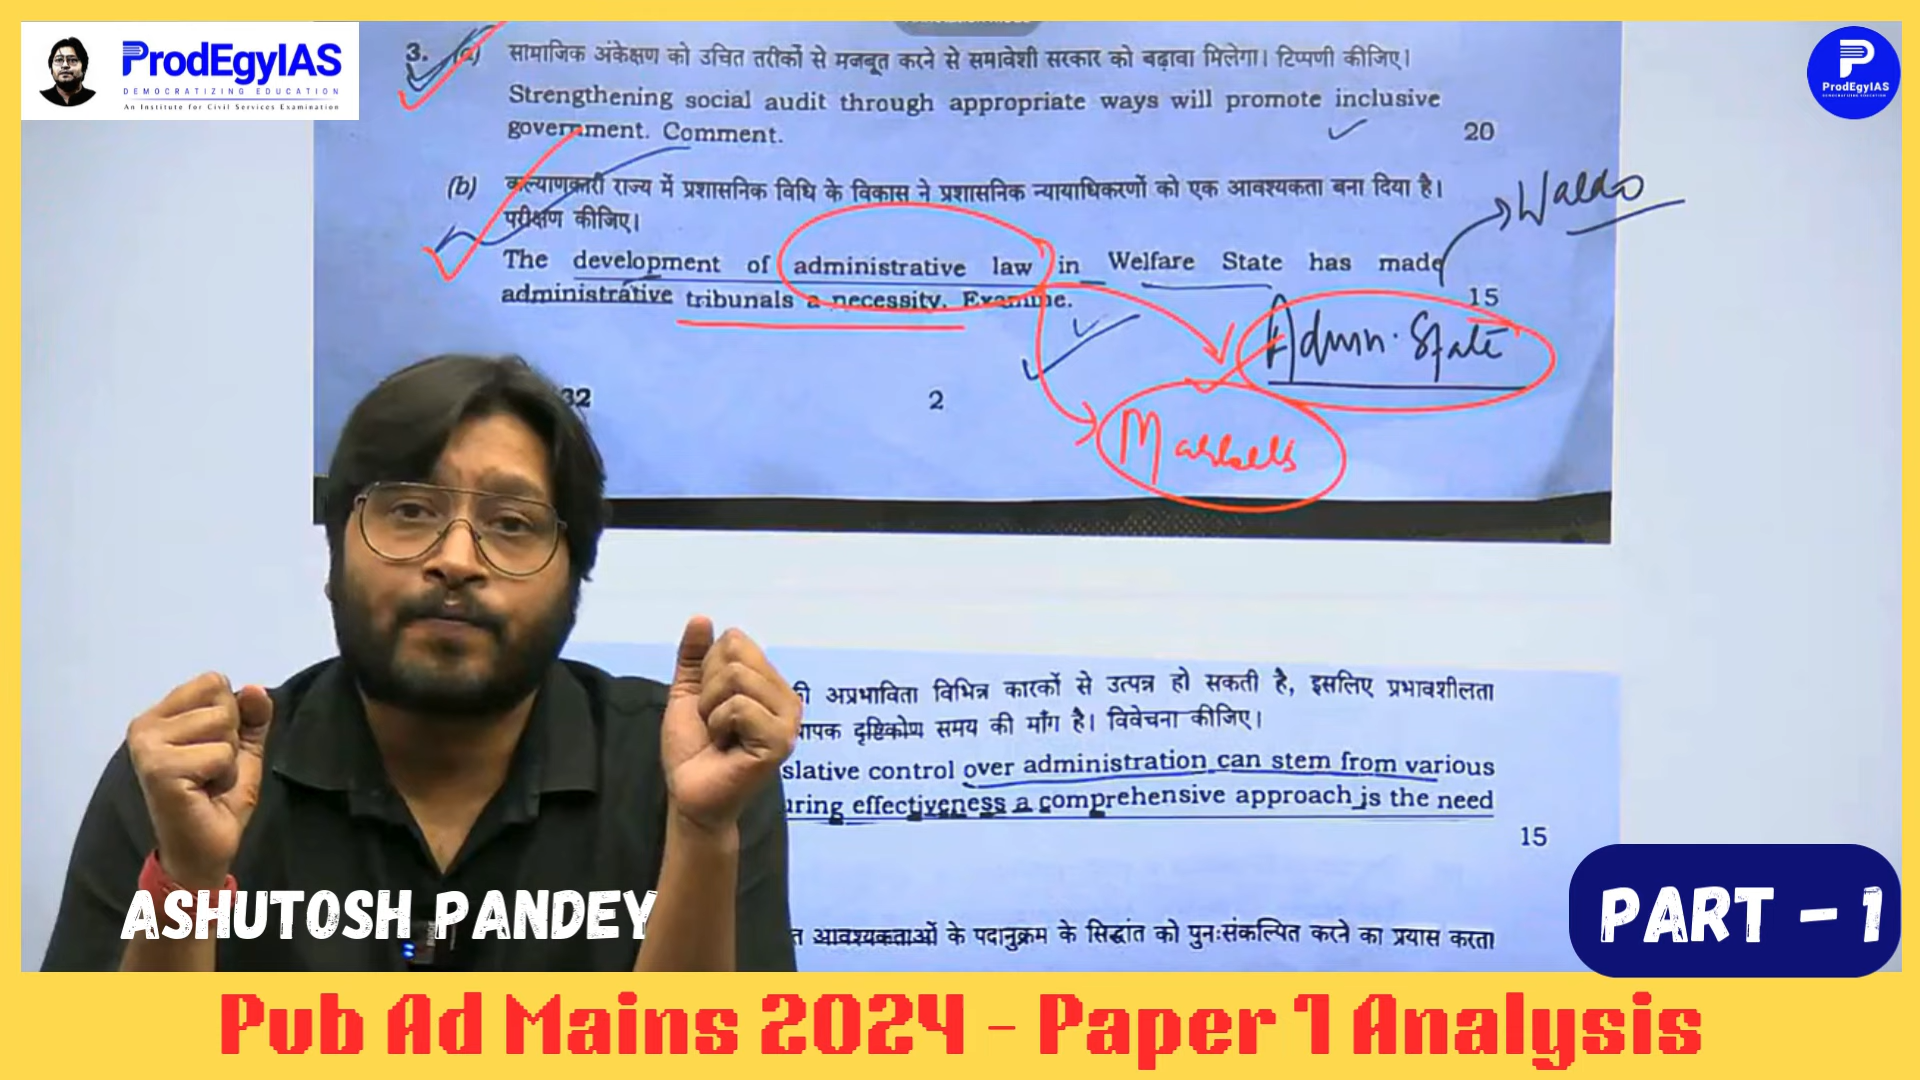 ProdEgyIAS
DEMOCRATIZING EDUCATION
An Institute for Civil Services Examination
P
ProdEgyIAS
3. (a) सामाजिक अंकेक्षण को उचित तरीकों से मजबूत करने से समावेशी सरकार को बढ़ावा मिलेगा। टिप्पणी कीजिए।
Strengthening social audit through appropriate ways will promote inclusive
government. Comment. 20
(b) कल्याणकारी राज्य में प्रशासनिक विधि के विकास ने प्रशासनिक न्यायाधिकरणों को एक आवश्यकता बना दिया है।
परीक्षण कीजिए।
Waldo
The development of administrative law in Welfare State has made
administrative tribunals a necessity. Examine. 15
Admn. State
Markets
32 2
अप्रभाविता विभिन्न कारकों से उत्पन्न हो सकती है, इसलिए प्रभावशीलता
दृष्टिकोण समय की माँग है। विवेचना कीजिए।
slative control over administration can stem from various
uring effectiveness a comprehensive approach is the need
15
त आवश्यकताओं के पदानुक्रम के सिद्धांत को पुनःसंकल्पित करने का प्रयास करता
ASHUTOSH PANDEY
PART - 1
Pub Ad Mains 2024 - Paper 1 Analysis